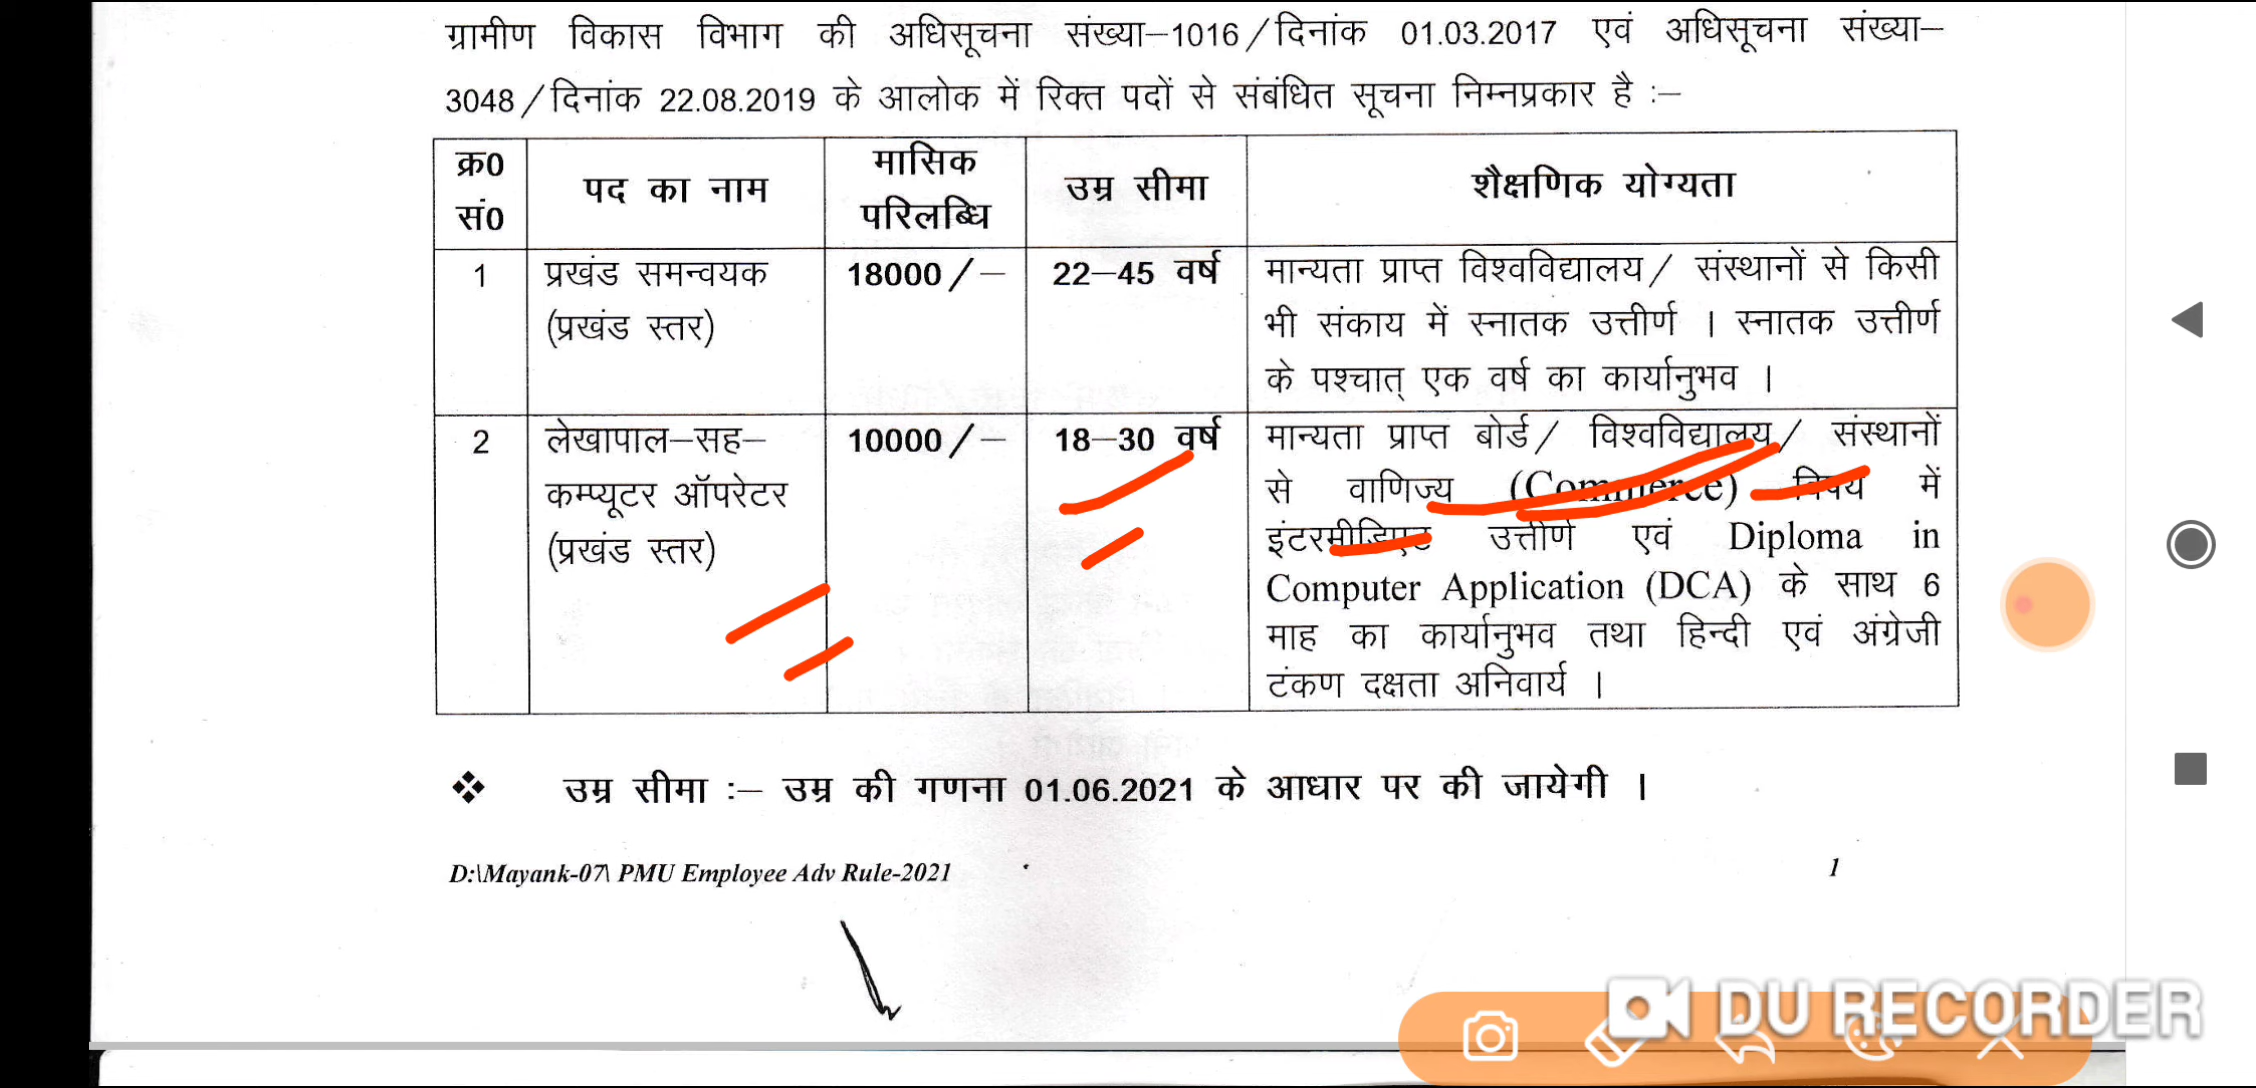 ग्रामीण विकास विभाग की अधिसूचना संख्या–1016/दिनांक 01.03.2017 एवं अधिसूचना संख्या–
3048/दिनांक 22.08.2019 के आलोक में रिक्त पदों से संबंधित सूचना निम्नप्रकार है :–
क्र0
सं0
पद का नाम
मासिक
परिलब्धि
उम्र सीमा
शैक्षणिक योग्यता
1
प्रखंड समन्वयक
(प्रखंड स्तर)
18000/–
22–45 वर्ष
मान्यता प्राप्त विश्वविद्यालय/ संस्थानों से किसी
भी संकाय में स्नातक उत्तीर्ण । स्नातक उत्तीर्ण
के पश्चात् एक वर्ष का कार्यानुभव ।
2
लेखापाल–सह–
कम्प्यूटर ऑपरेटर
(प्रखंड स्तर)
10000/–
18–30 वर्ष
मान्यता प्राप्त बोर्ड/ विश्वविद्यालय/ संस्थानों
से वाणिज्य (Commerce) विषय में
इंटरमीडिएट उत्तीर्ण एवं Diploma in
Computer Application (DCA) के साथ 6
माह का कार्यानुभव तथा हिन्दी एवं अंग्रेजी
टंकण दक्षता अनिवार्य ।
❖ उम्र सीमा :– उम्र की गणना 01.06.2021 के आधार पर की जायेगी ।
D:\Mayank-07\ PMU Employee Adv Rule-2021
1
DU RECORDER